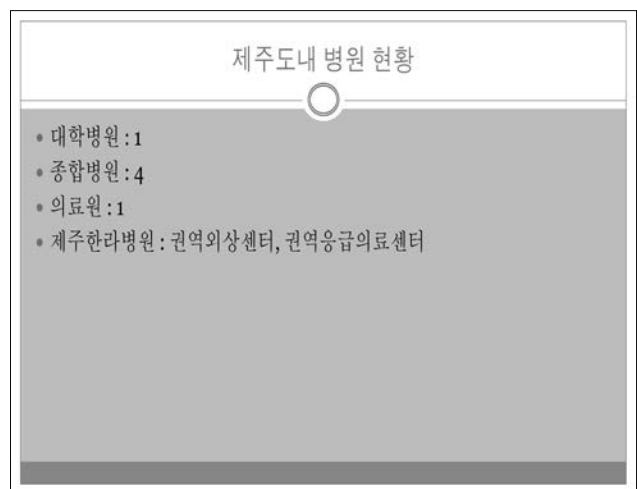 제주도내 병원 현황
• 대학병원 : 1
• 종합병원 : 4
• 의료원 : 1
• 제주한라병원 : 권역외상센터, 권역응급의료센터